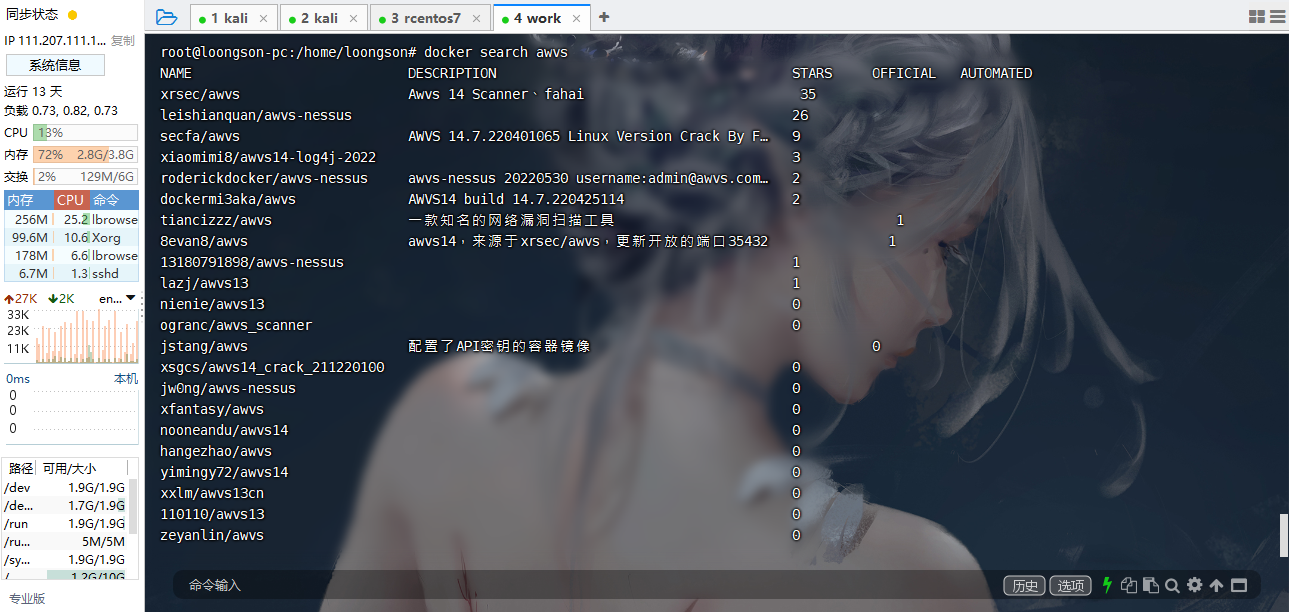 同步状态
IP 111.207.111.1... 复制
系统信息
运行 13 天
负载 0.73, 0.82, 0.73
CPU 13%
内存 72% 2.8G/3.8G
交换 2% 129M/6G
内存 CPU 命令
256M 25.2 lbrowse
99.6M 10.6 Xorg
178M 6.6 lbrowse
6.7M 1.3 sshd
27K 2K en...
33K
23K
11K
0ms 本机
0
0
0
路径 可用/大小
/dev 1.9G/1.9G
/de... 1.7G/1.9G
/run 1.9G/1.9G
/ru... 5M/5M
/sy... 1.9G/1.9G
/ 1.2G/10G
专业版
1 kali
2 kali
3 rcentos7
4 work
root@loongson-pc:/home/loongson# docker search awvs
NAME DESCRIPTION STARS OFFICIAL AUTOMATED
xrsec/awvs Awvs 14 Scanner、fahai 35
leishianquan/awvs-nessus 26
secfa/awvs AWVS 14.7.220401065 Linux Version Crack By F… 9
xiaomimi8/awvs14-log4j-2022 3
roderickdocker/awvs-nessus awvs-nessus 20220530 username:admin@awvs.com… 2
dockermi3aka/awvs AWVS14 build 14.7.220425114 2
tiancizzz/awvs 一款知名的网络漏洞扫描工具 1
8evan8/awvs awvs14，来源于xrsec/awvs，更新开放的端口35432 1
13180791898/awvs-nessus 1
lazj/awvs13 1
nienie/awvs13 0
ogranc/awvs_scanner 0
jstang/awvs 配置了API密钥的容器镜像 0
xsgcs/awvs14_crack_211220100 0
jw0ng/awvs-nessus 0
xfantasy/awvs 0
nooneandu/awvs14 0
hangezhao/awvs 0
yimingy72/awvs14 0
xxlm/awvs13cn 0
110110/awvs13 0
zeyanlin/awvs 0
命令输入 历史 选项